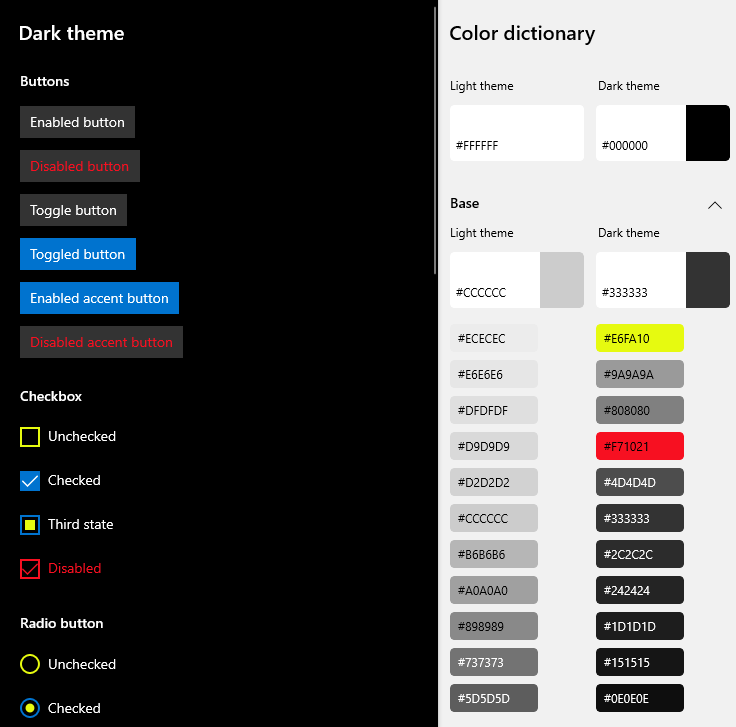 Dark theme
Buttons
Enabled button
Disabled button
Toggle button
Toggled button
Enabled accent button
Disabled accent button
Checkbox
Unchecked
Checked
Third state
Disabled
Radio button
Unchecked
Checked
Color dictionary
Light theme Dark theme
#FFFFFF #000000
Base
Light theme Dark theme
#CCCCCC #333333
#ECECEC #E6FA10
#E6E6E6 #9A9A9A
#DFDFDF #808080
#D9D9D9 #F71021
#D2D2D2 #4D4D4D
#CCCCCC #333333
#B6B6B6 #2C2C2C
#A0A0A0 #242424
#898989 #1D1D1D
#737373 #151515
#5D5D5D #0E0E0E